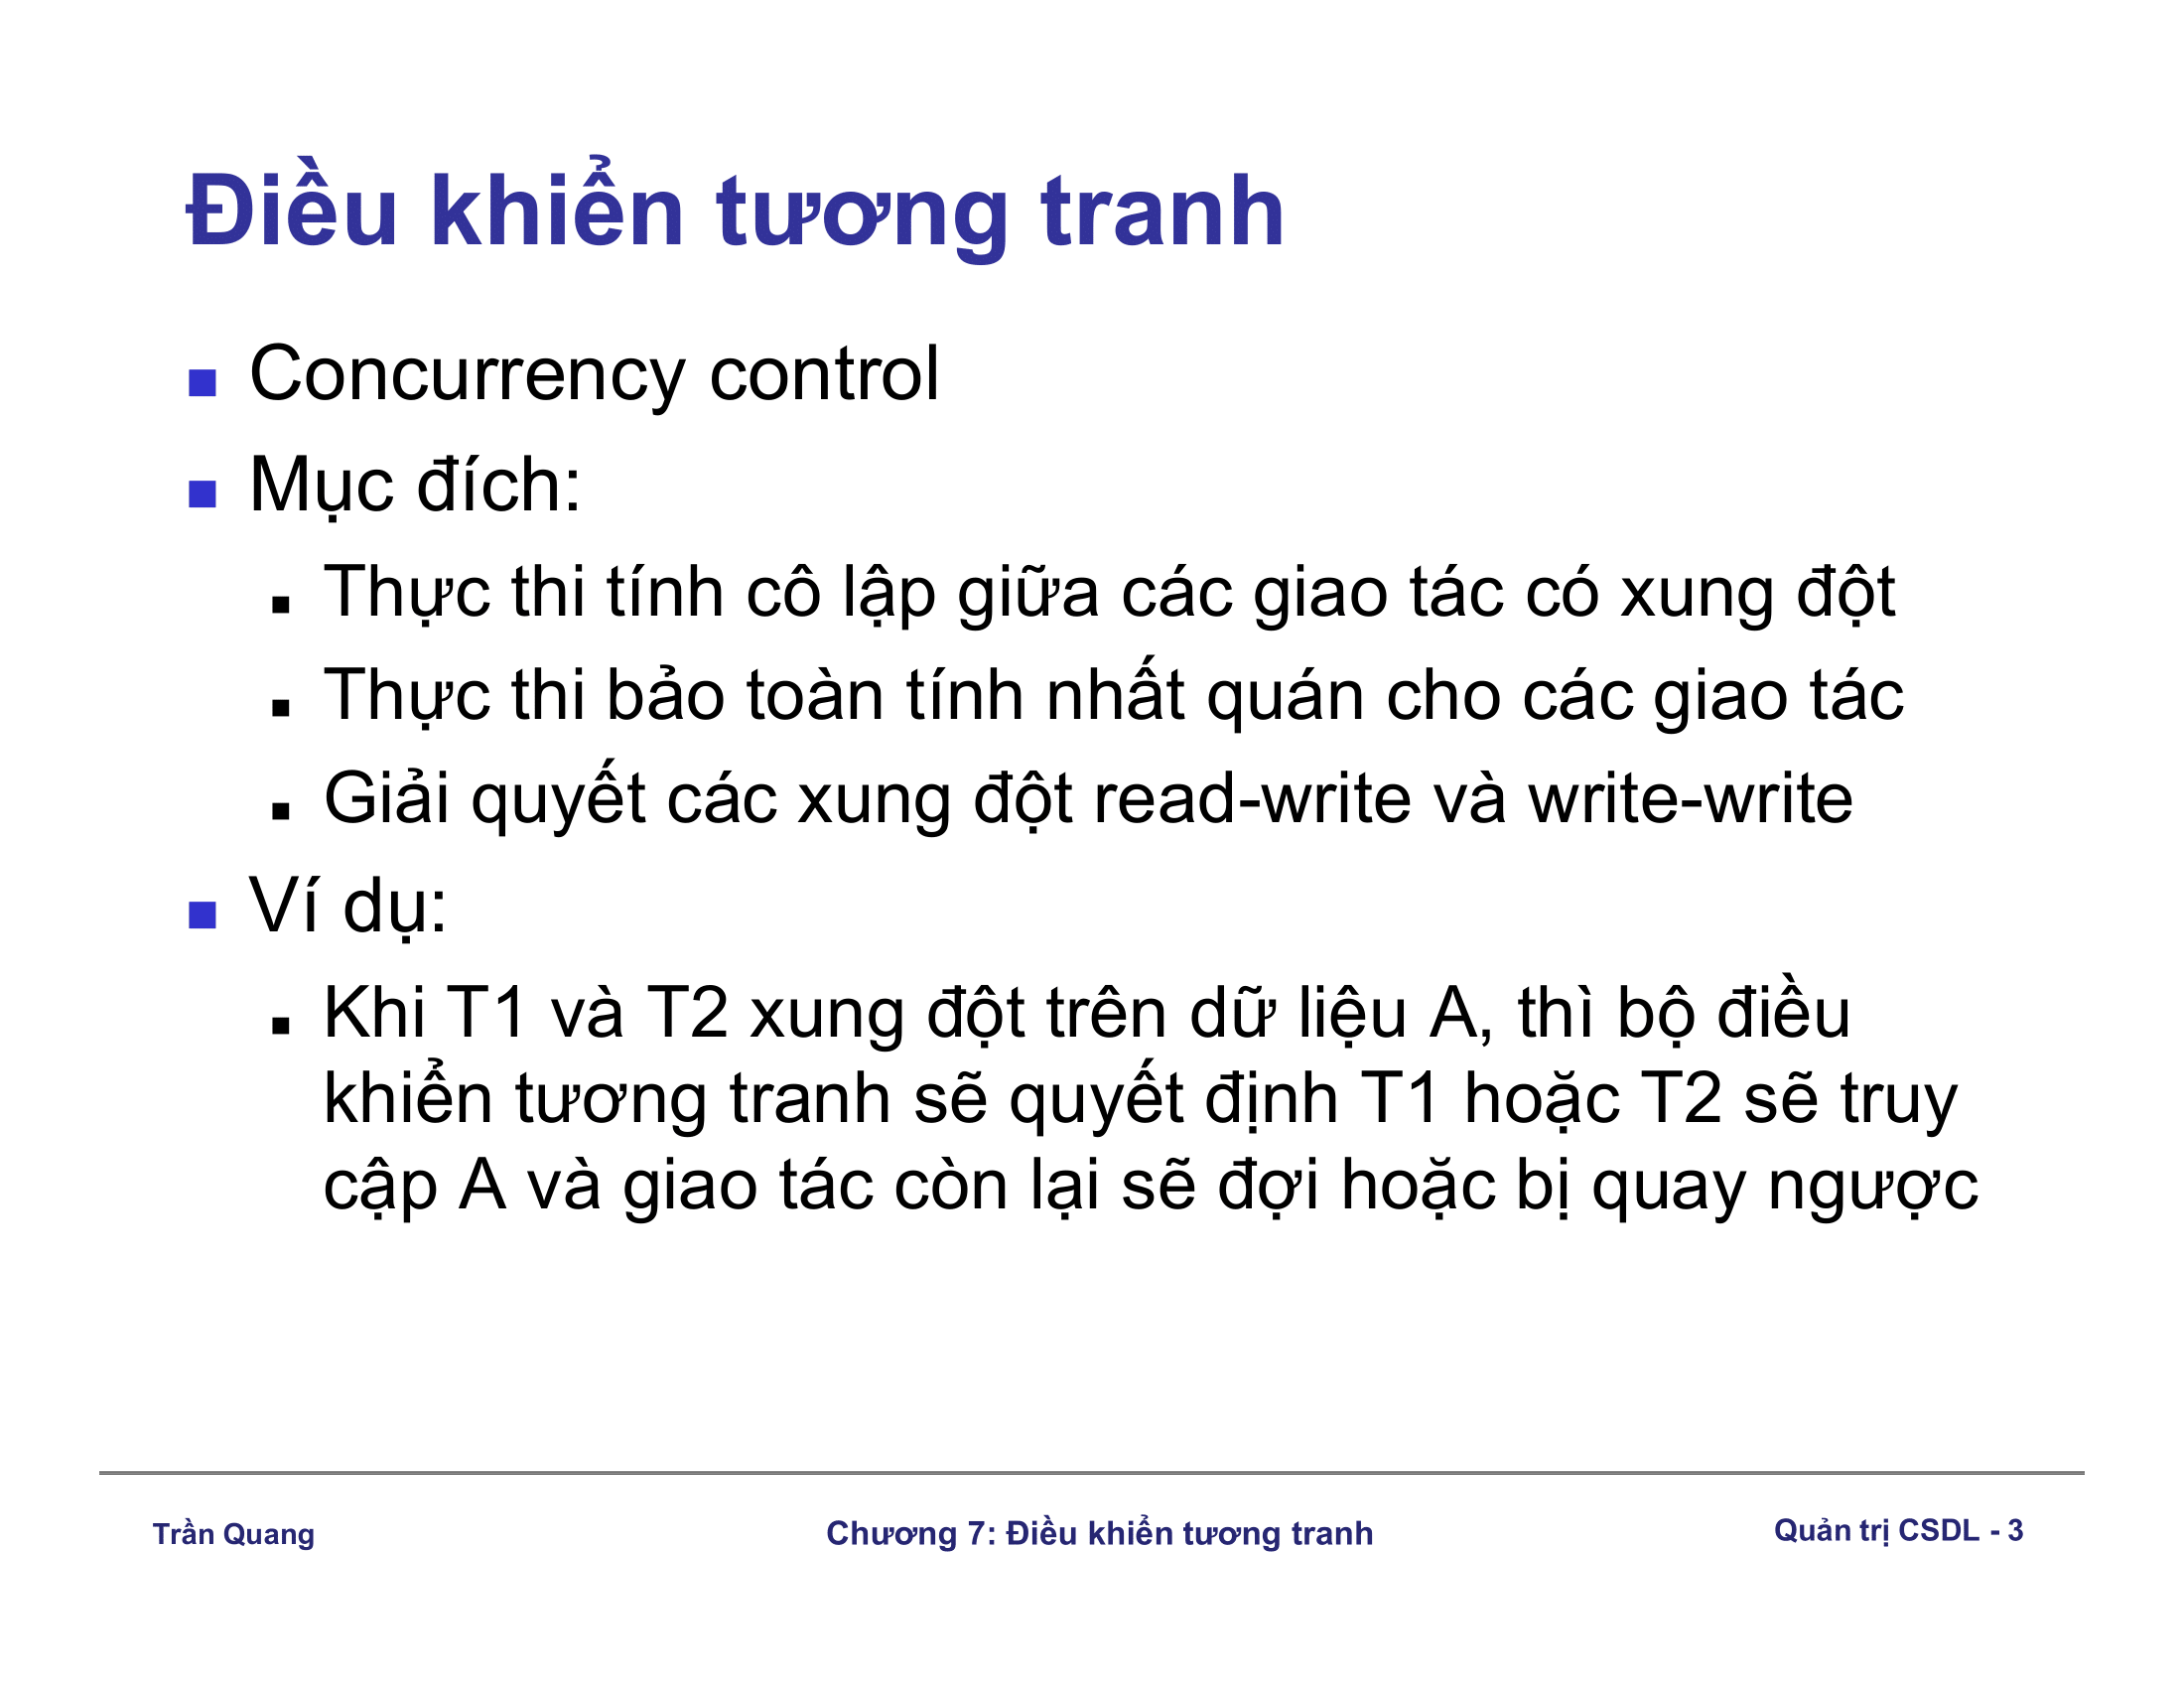 Điều khiển tương tranh
Concurrency control
Mục đích:
Thực thi tính cô lập giữa các giao tác có xung đột
Thực thi bảo toàn tính nhất quán cho các giao tác
Giải quyết các xung đột read-write và write-write
Ví dụ:
Khi T1 và T2 xung đột trên dữ liệu A, thì bộ điều
khiển tương tranh sẽ quyết định T1 hoặc T2 sẽ truy
cập A và giao tác còn lại sẽ đợi hoặc bị quay ngược
Trần Quang
Chương 7: Điều khiển tương tranh
Quản trị CSDL - 3